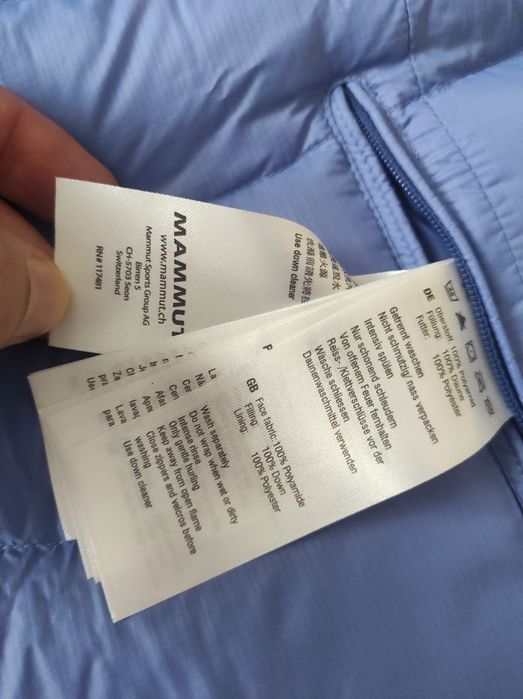 MAMMUT
www.mammut.ch
Mammut Sports Group AG
Birren 5
CH-5703 Seon
Switzerland
RN# 117481
Use down cleaner
DE
Oberstoff: 100% Polyamid
Füllung: 100% Daune
Futter: 100% Polyester
Getrennt waschen
Nicht schmutzig/ nass verpacken
Intensiv spülen
Nur schonend schleudern
Von offerem Feuer fernhalten
Reiss-, /Klettverschlüsse vor der
Wäsche schliessen
Daunenwaschmittel verwenden
GB
Face fabric: 100% Polyamide
Filling: 100% Down
Lining: 100% Polyester
Wash separately
Do not wrap when wet or dirty
Intense rinse
Only gentle hurling
Keep away from open flame
Close zippers and velcros before
washing
Use down cleaner
P